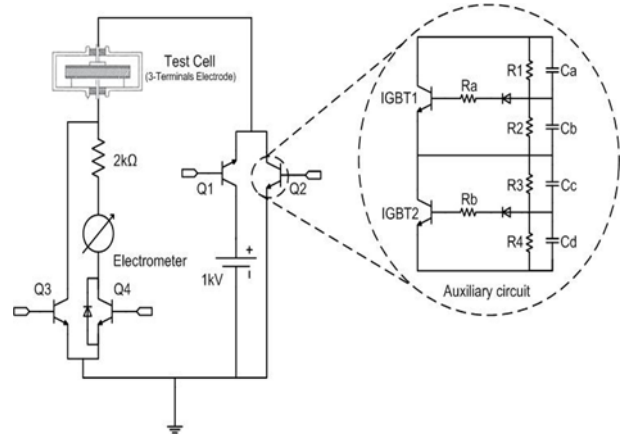 Test Cell
(3-Terminals Electrode)
2kΩ
Q1
Q2
Electrometer
1kV
+
Q3
Q4
R1
Ca
Ra
IGBT1
R2
Cb
R3
Cc
Rb
IGBT2
R4
Cd
Auxiliary circuit